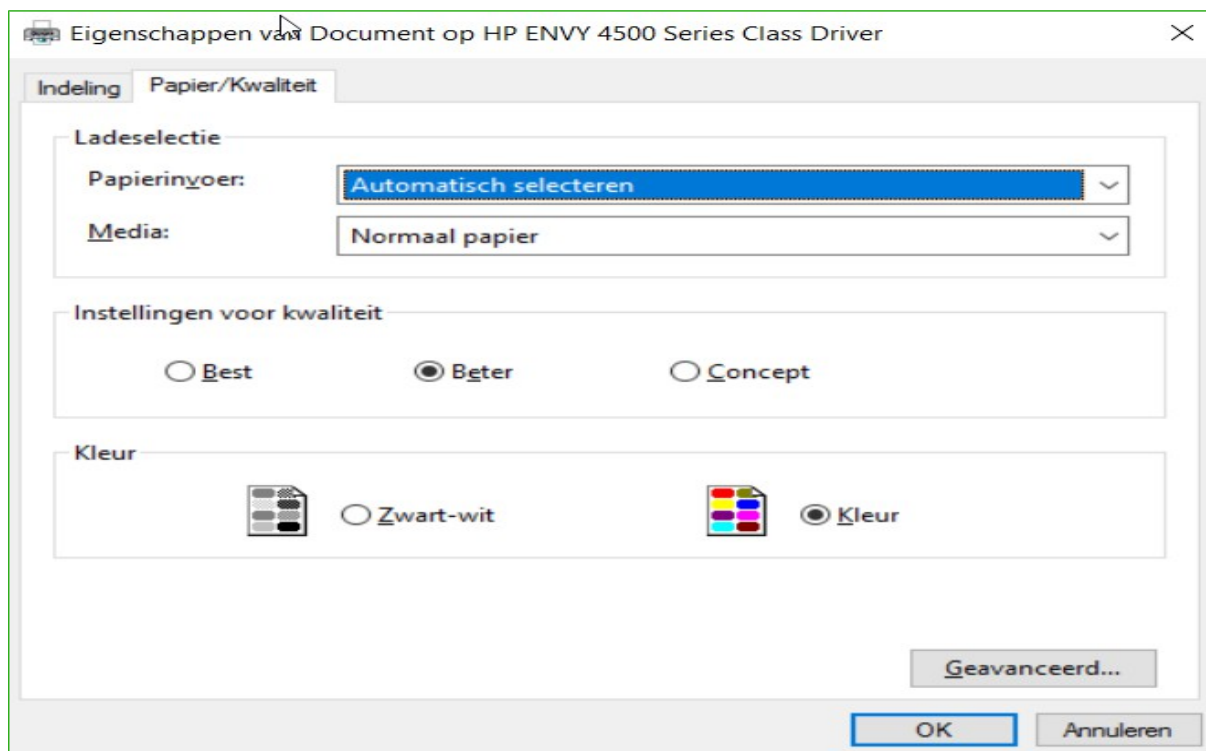 Eigenschappen van Document op HP ENVY 4500 Series Class Driver
Indeling Papier/Kwaliteit
Ladeselectie
Papierinvoer: Automatisch selecteren
Media: Normaal papier
Instellingen voor kwaliteit
Best Beter Concept
Kleur
Zwart-wit Kleur
Geavanceerd...
OK Annuleren